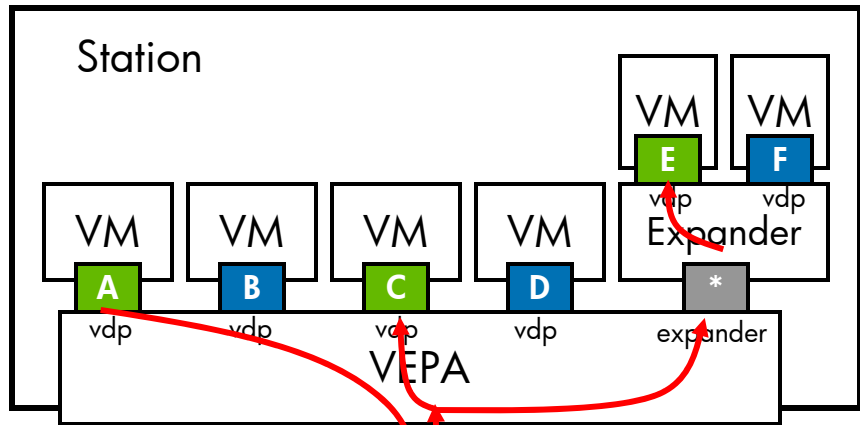 Station
VM VM
E F
vdp vdp
VM VM VM VM
Expander
A B C D *
vdp vdp vdp vdp expander
VEPA